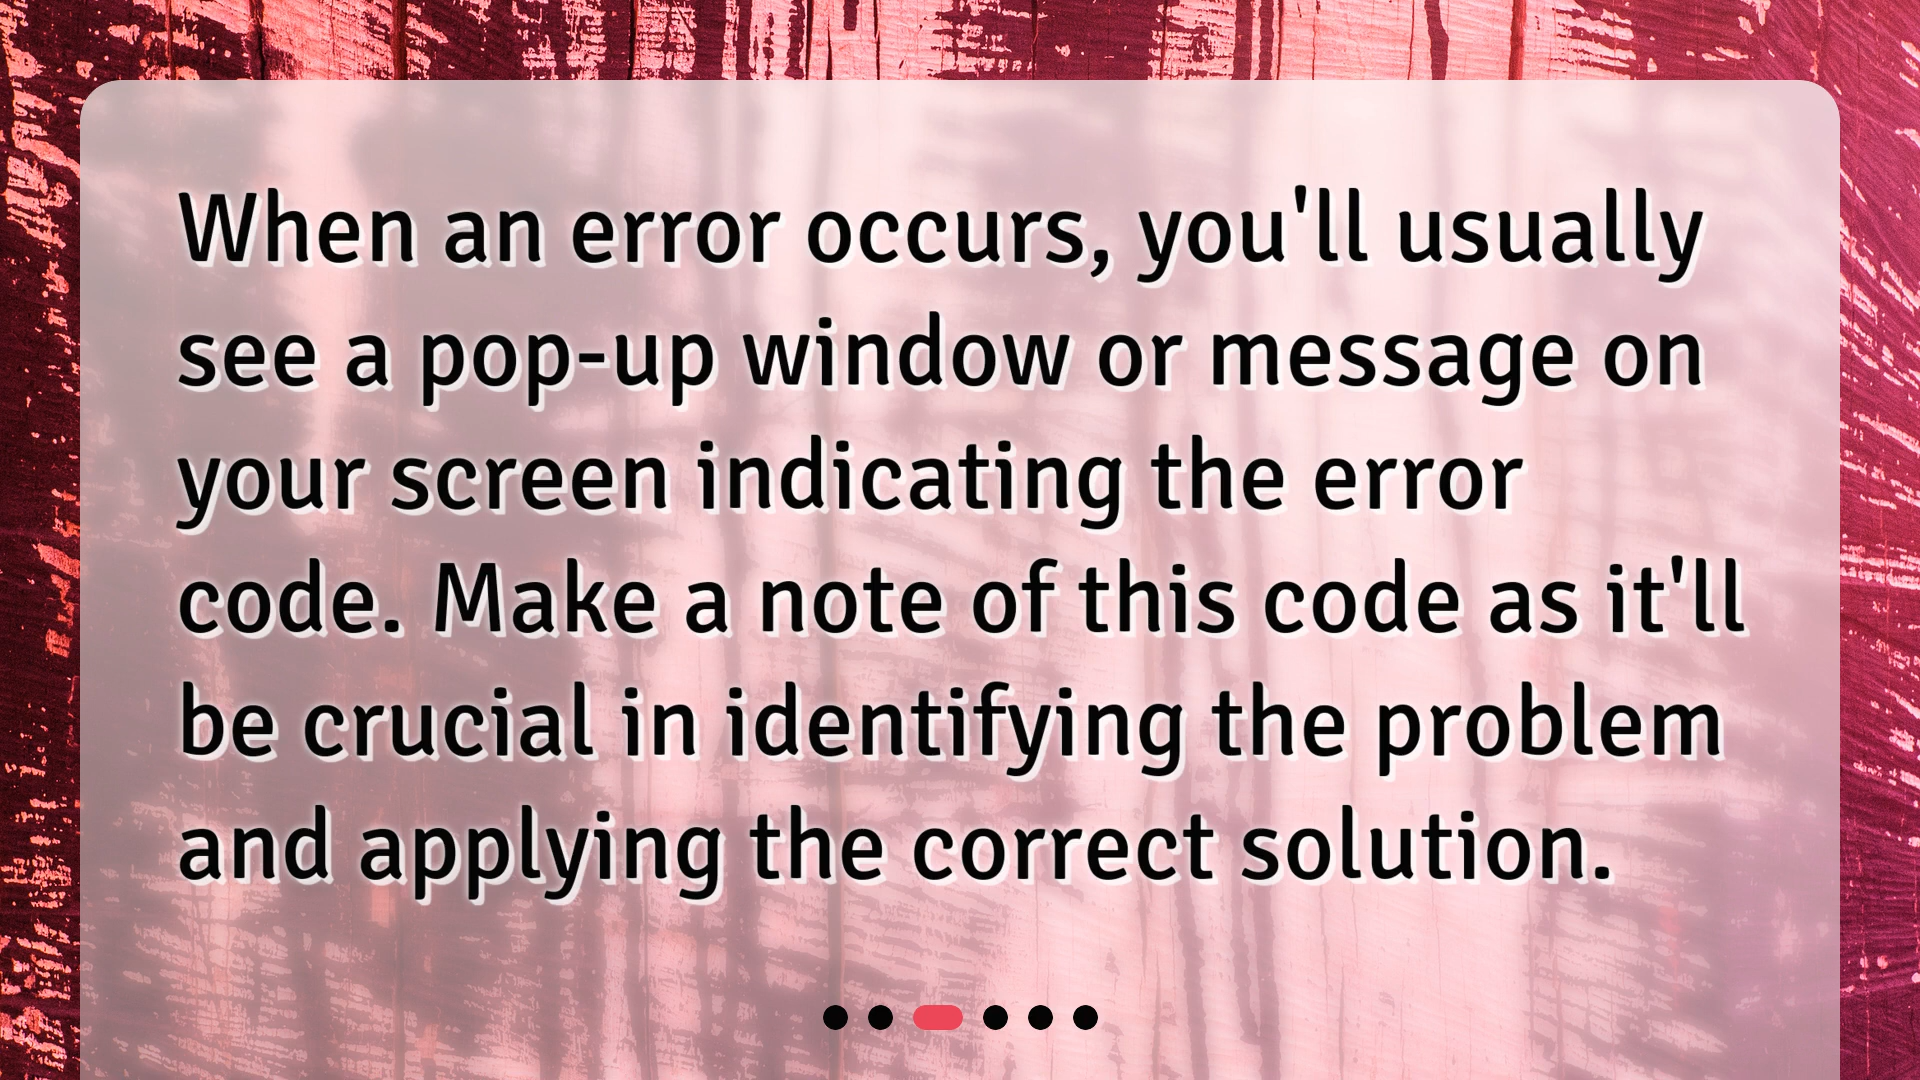 When an error occurs, you'll usually
see a pop-up window or message on
your screen indicating the error
code. Make a note of this code as it'll
be crucial in identifying the problem
and applying the correct solution.